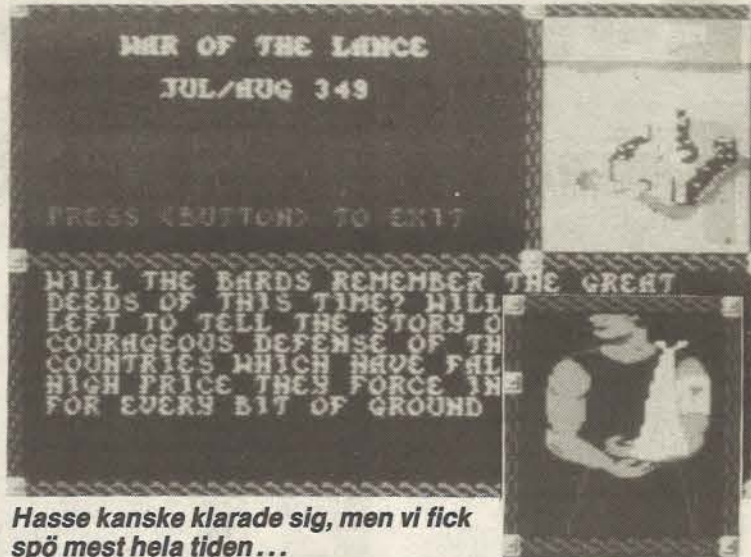 WAR OF THE LANCE
JUL/AUG 349
PRESS <BUTTON> TO EXIT
WILL THE BARDS REMEMBER THE GREAT
DEEDS OF THIS TIME? WILL
LEFT TO TELL THE STORY O
COURAGEOUS DEFENSE OF TH
COUNTRIES WHICH HAVE FAL
HIGH PRICE THEY FORCE IN
FOR EVERY BIT OF GROUND
Hasse kanske klarade sig, men vi fick
spö mest hela tiden...